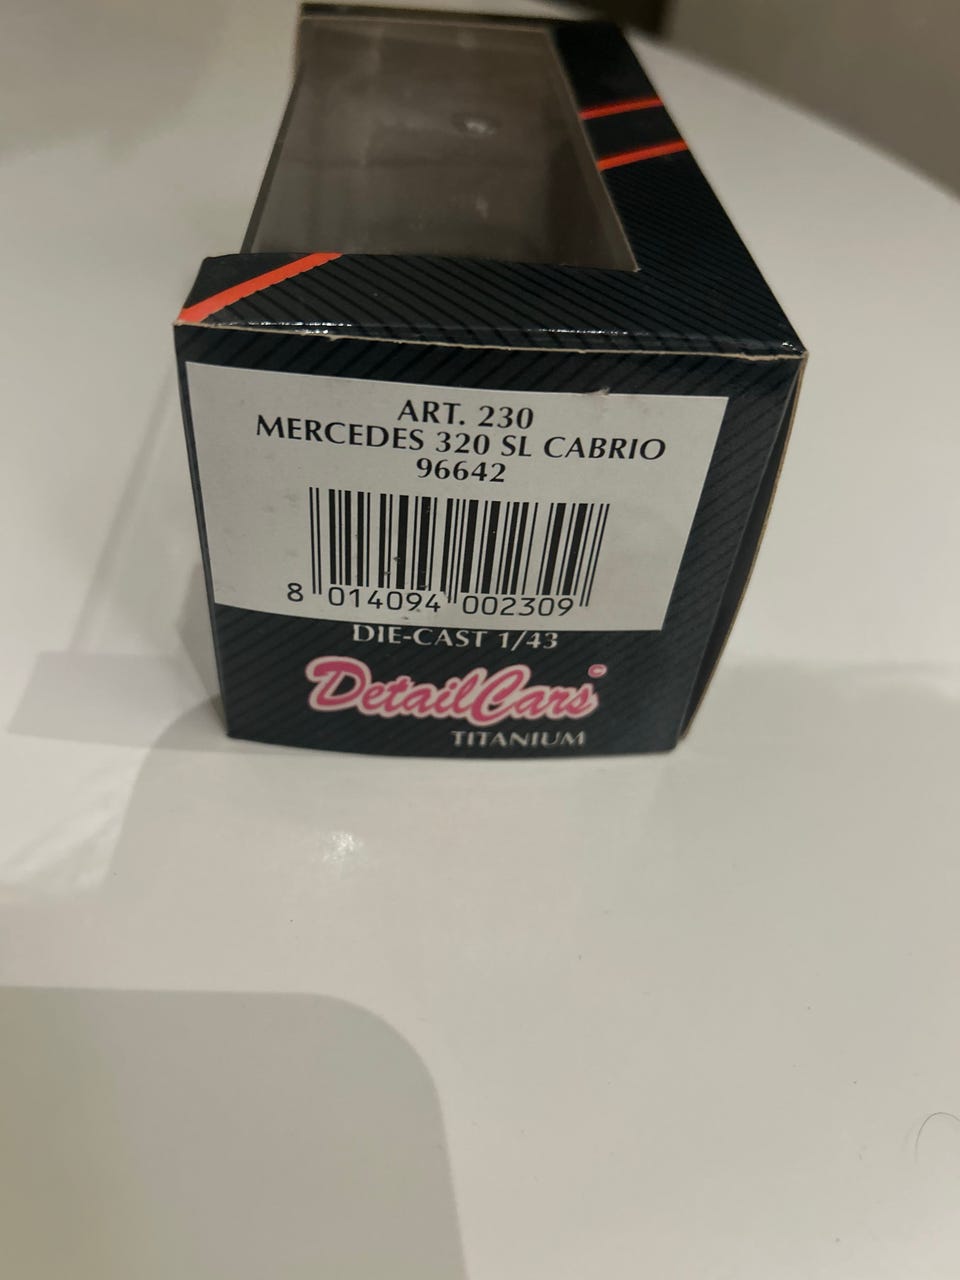 ART. 230
MERCEDES 320 SL CABRIO
96642
8 014094 002309
DIE-CAST 1/43
DetailCars
TITANIUM